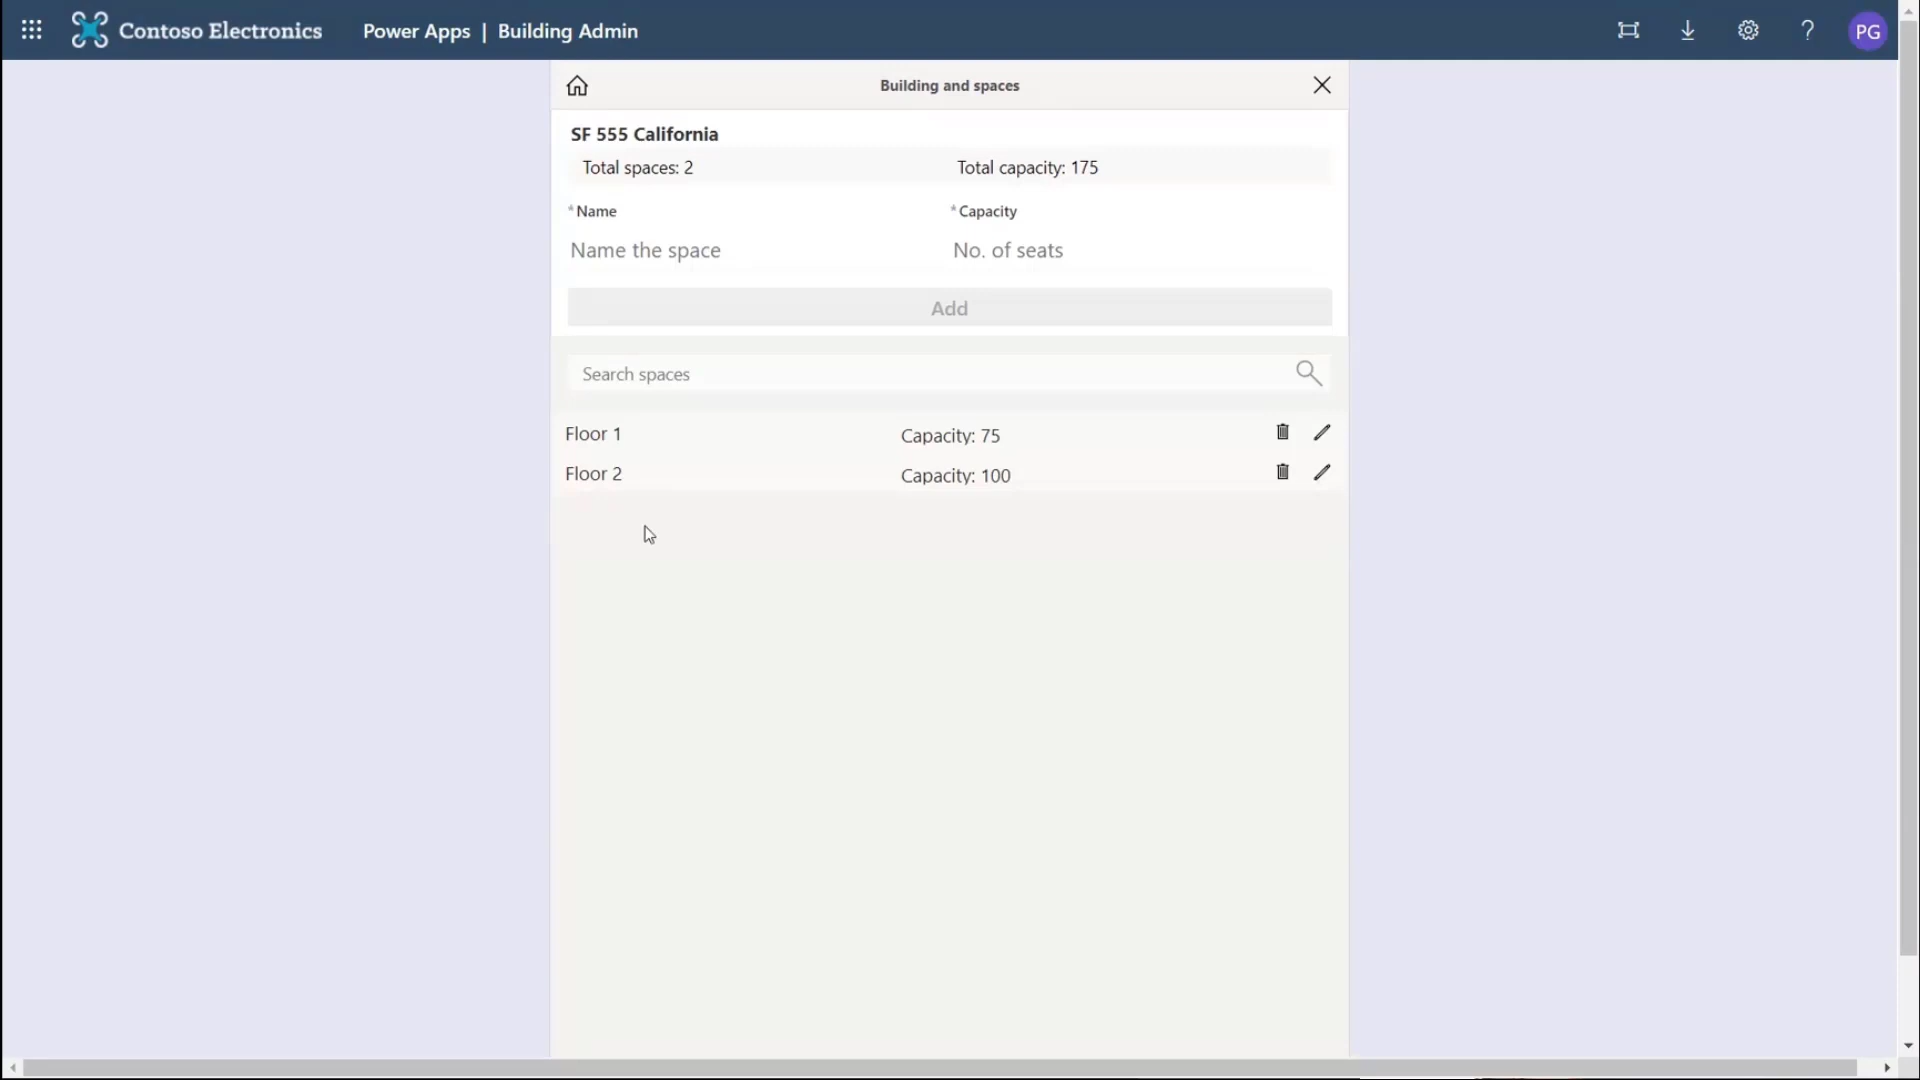 Contoso Electronics Power Apps | Building Admin ? PG
Building and spaces
SF 555 California
Total spaces: 2 Total capacity: 175
* Name * Capacity
Name the space No. of seats
Add
Search spaces
Floor 1 Capacity: 75
Floor 2 Capacity: 100